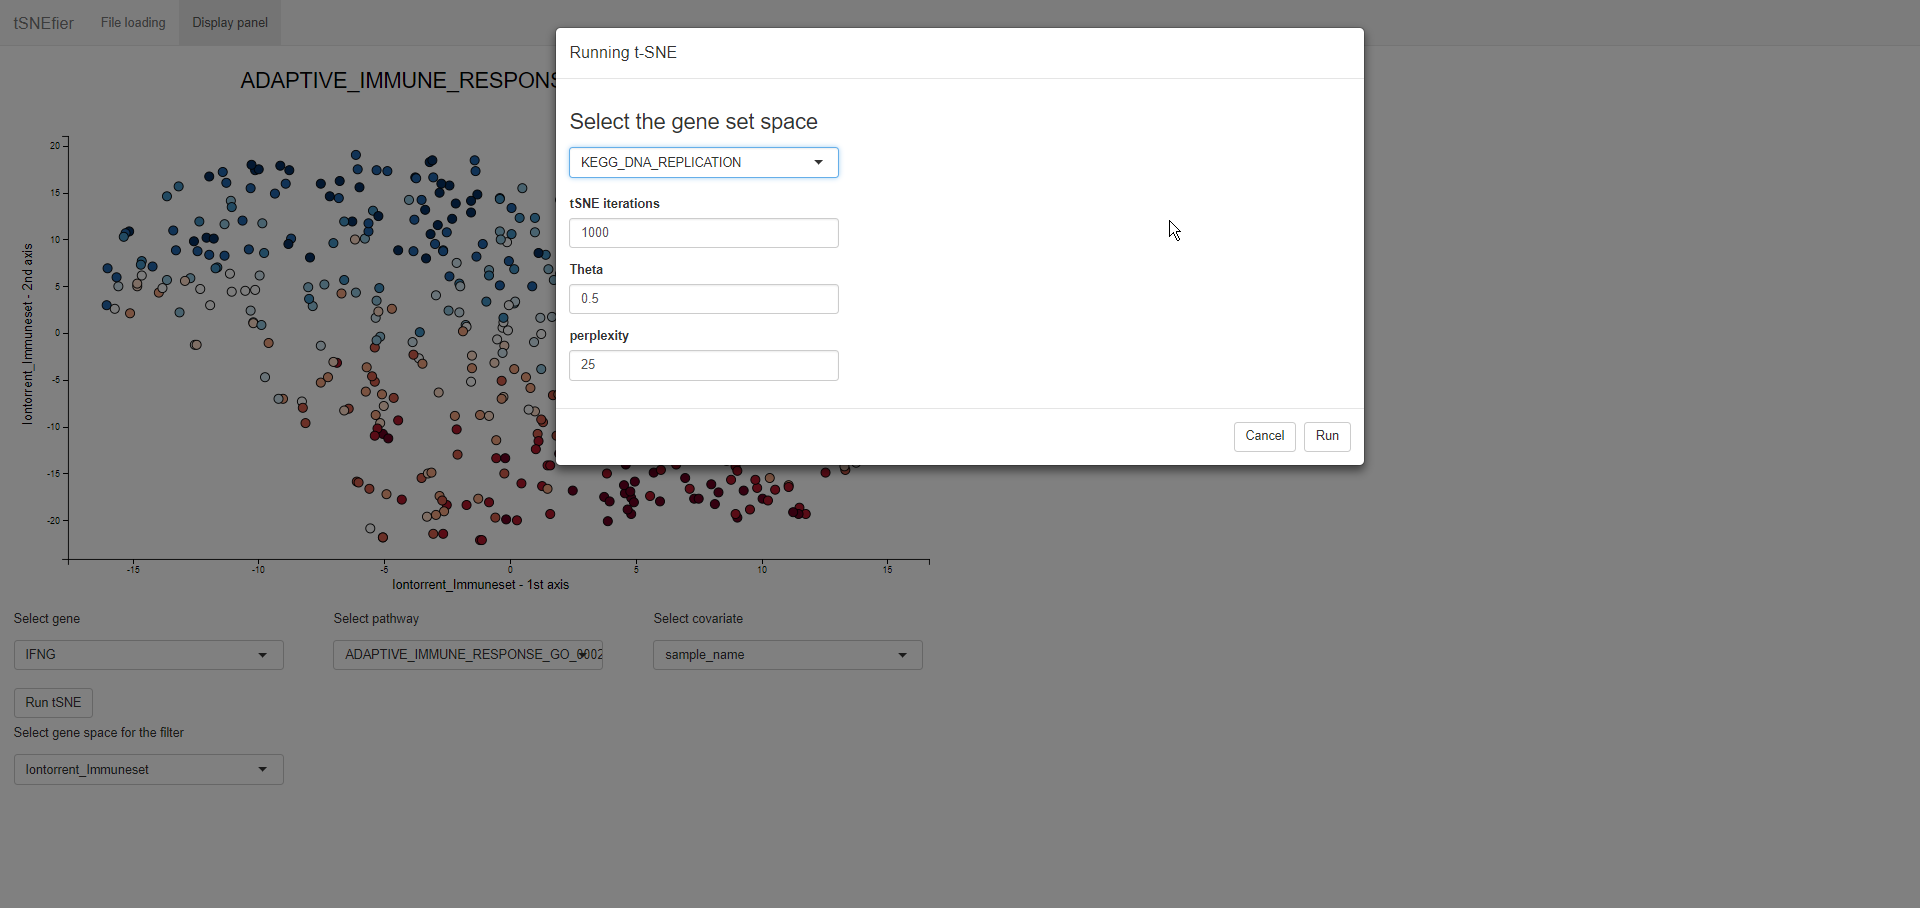 tSNEfier File loading Display panel
Running t-SNE
ADAPTIVE_IMMUNE_RESPONS
Select the gene set space
KEGG_DNA_REPLICATION
tSNE iterations
1000
Theta
0.5
perplexity
25
Cancel Run
20
15
10
5
0
-5
-10
-15
-20
Iontorrent_Immuneset - 2nd axis
-15 -10 -5 0 5 10 15
Iontorrent_Immuneset - 1st axis
Select gene Select pathway Select covariate
IFNG ADAPTIVE_IMMUNE_RESPONSE_GO_0002 sample_name
Run tSNE
Select gene space for the filter
Iontorrent_Immuneset